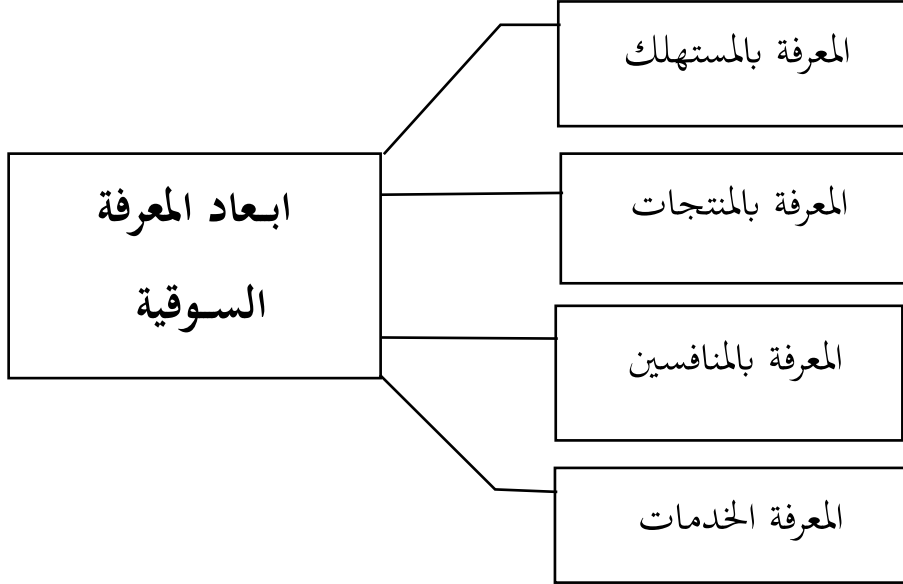 ابعاد المعرفة
السوقية
المعرفة بالمستهلك
المعرفة بالمنتجات
المعرفة بالمنافسين
المعرفة الخدمات